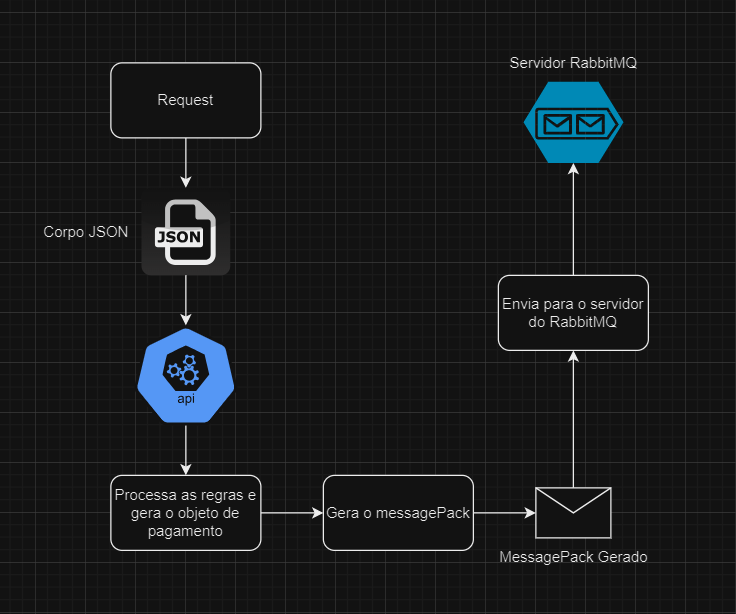 Request
Corpo JSON
JSON
api
Processa as regras e
gera o objeto de
pagamento
Gera o messagePack
MessagePack Gerado
Envia para o servidor
do RabbitMQ
Servidor RabbitMQ